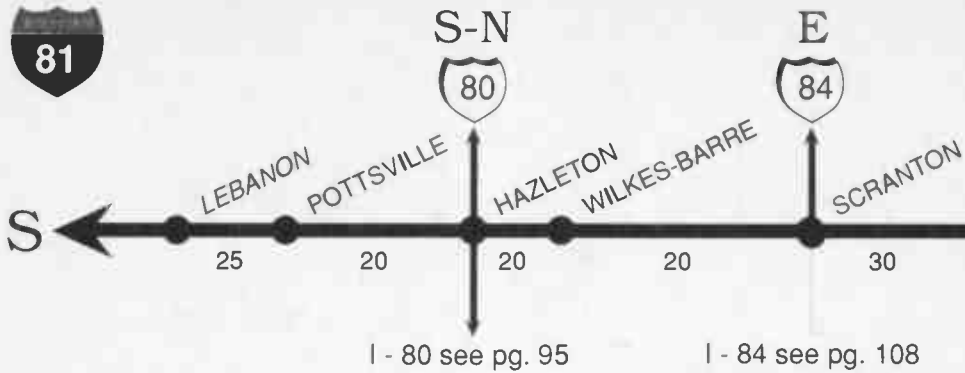 81
S-N
E
80
84
LEBANON
POTTSVILLE
HAZLETON
WILKES-BARRE
SCRANTON
S
25
20
20
20
30
I - 80 see pg. 95
I - 84 see pg. 108